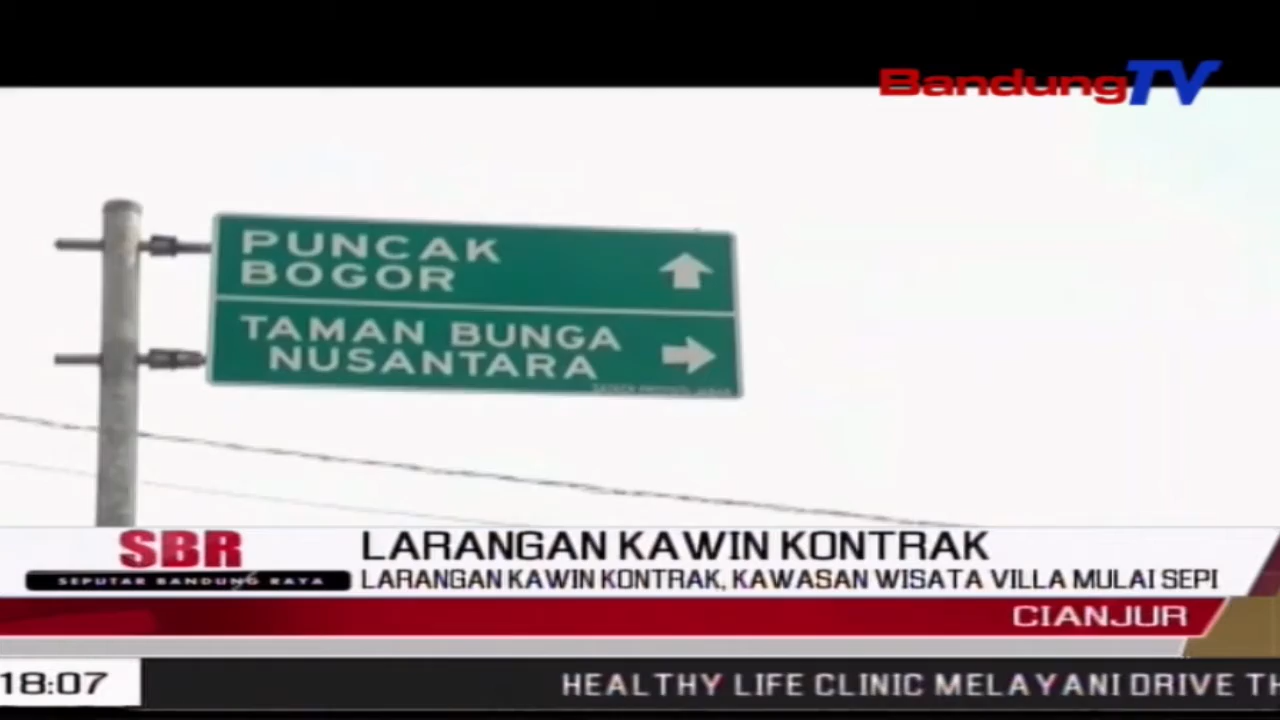 BandungTV
PUNCAK
BOGOR
TAMAN BUNGA
NUSANTARA
SBR
SEPUTAR BANDUNG RAYA
LARANGAN KAWIN KONTRAK
LARANGAN KAWIN KONTRAK, KAWASAN WISATA VILLA MULAI SEPI
CIANJUR
18:07
HEALTHY LIFE CLINIC MELAYANI DRIVE TH